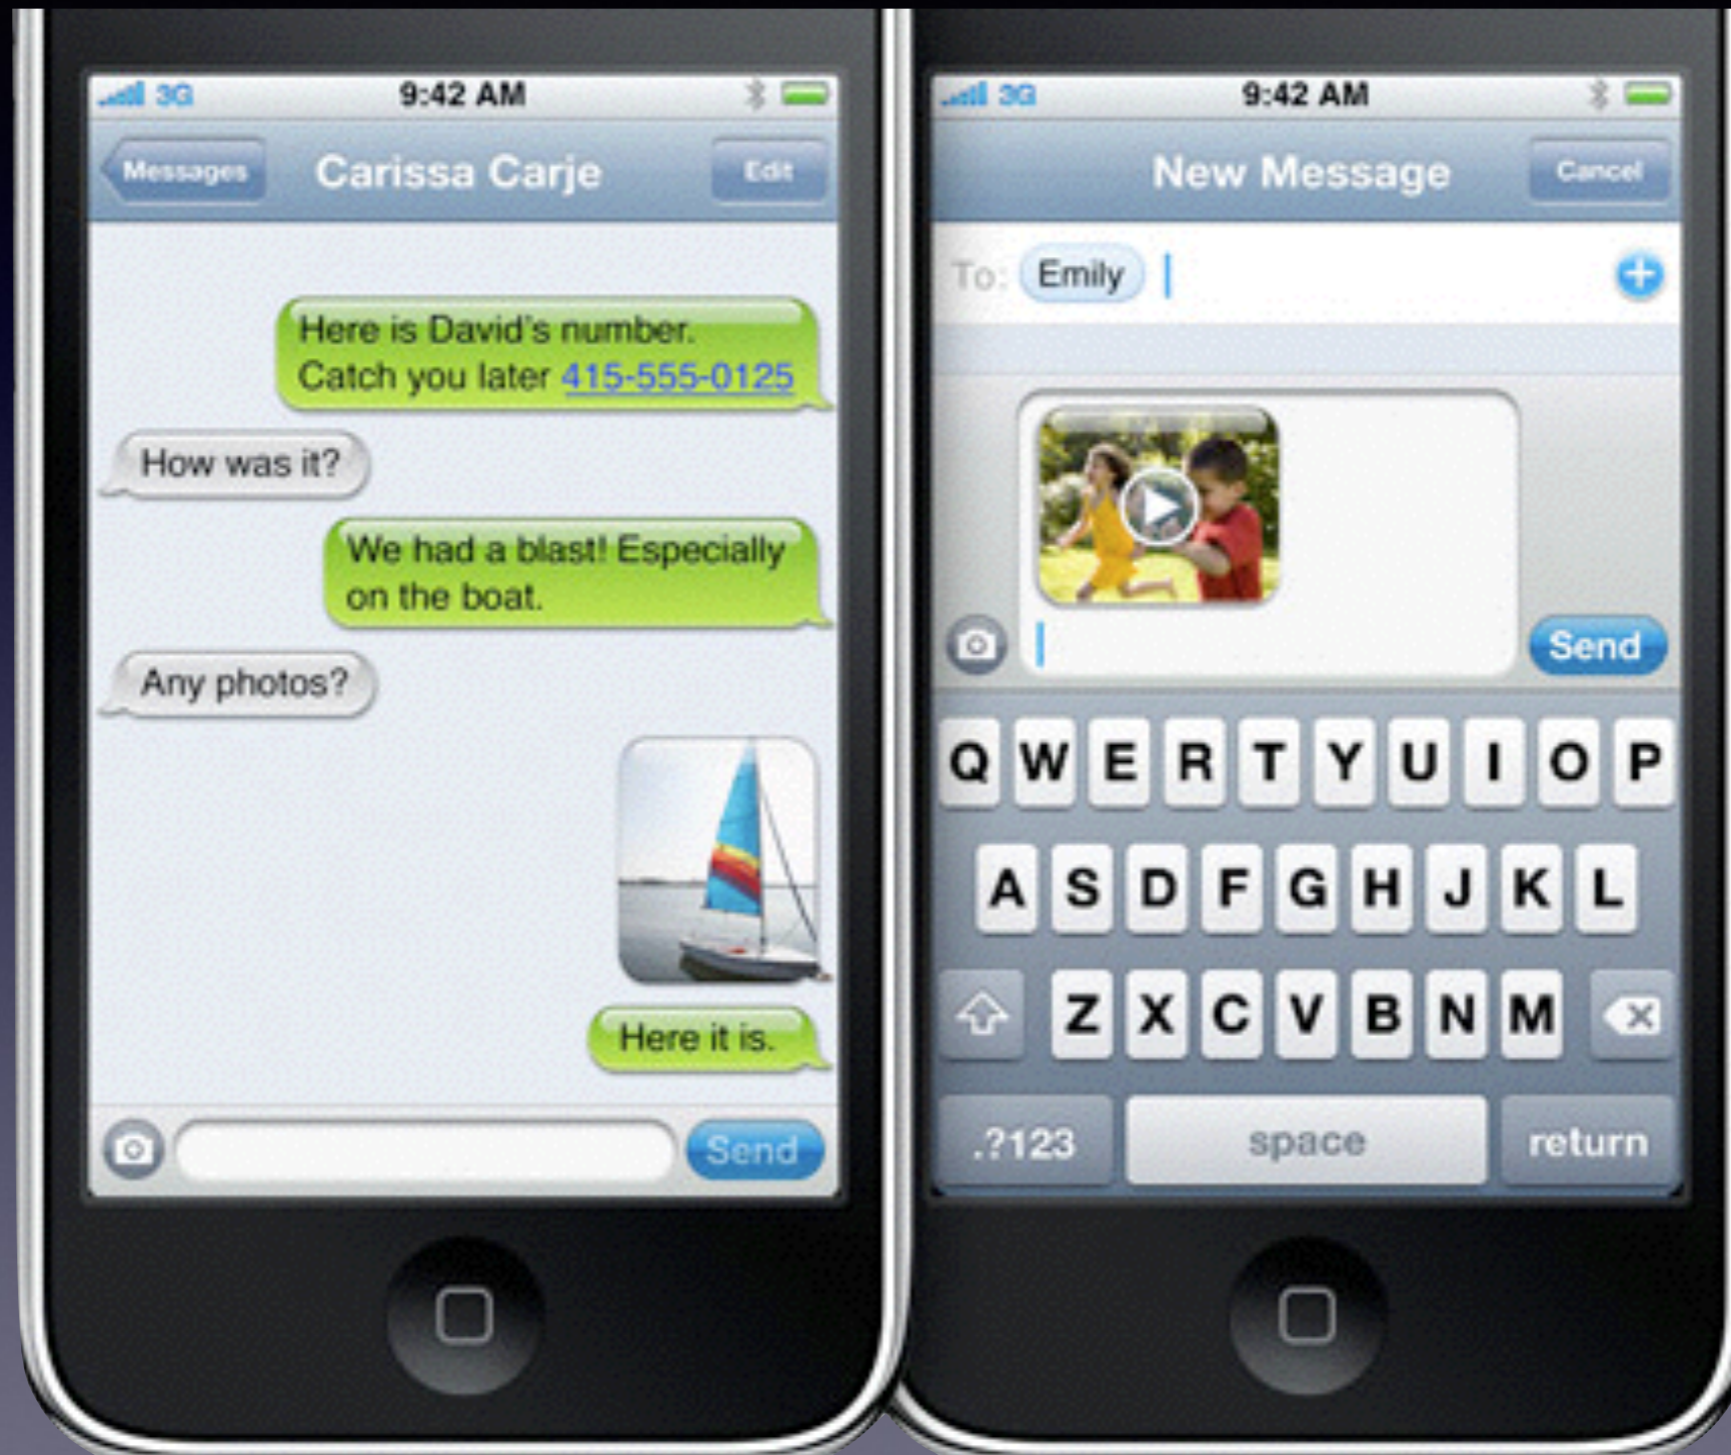 3G 9:42 AM
Messages Carissa Carje Edit
Here is David's number.
Catch you later 415-555-0125
How was it?
We had a blast! Especially
on the boat.
Any photos?
Here it is.
Send
3G 9:42 AM
New Message Cancel
To: Emily
Send
Q W E R T Y U I O P
A S D F G H J K L
Z X C V B N M
.?123 space return